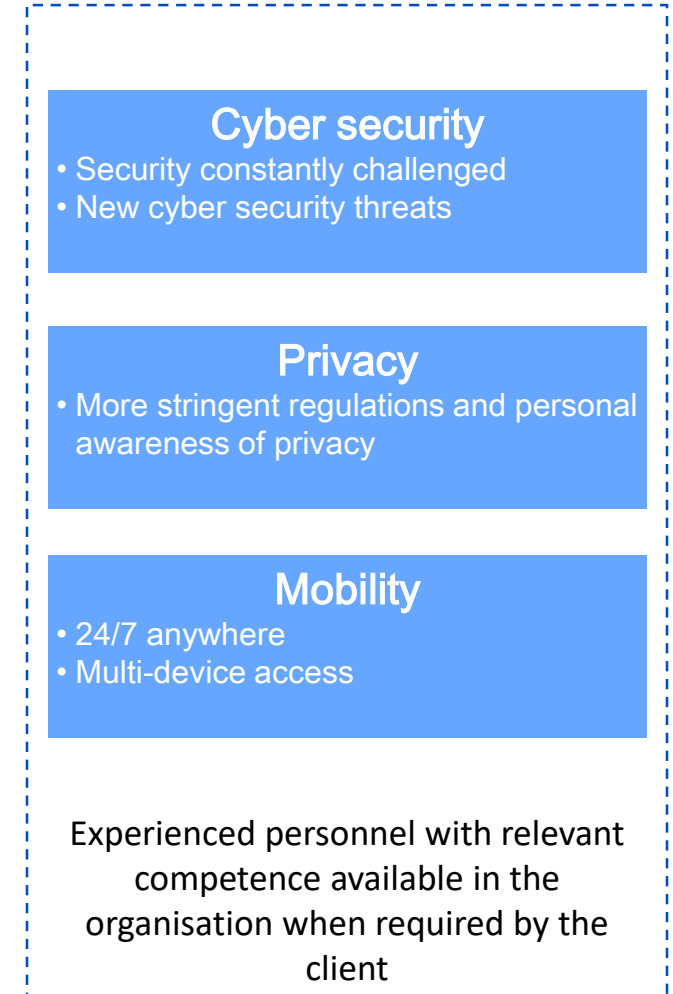 Cyber security
• Security constantly challenged
• New cyber security threats
Privacy
• More stringent regulations and personal
awareness of privacy
Mobility
• 24/7 anywhere
• Multi-device access
Experienced personnel with relevant
competence available in the
organisation when required by the
client